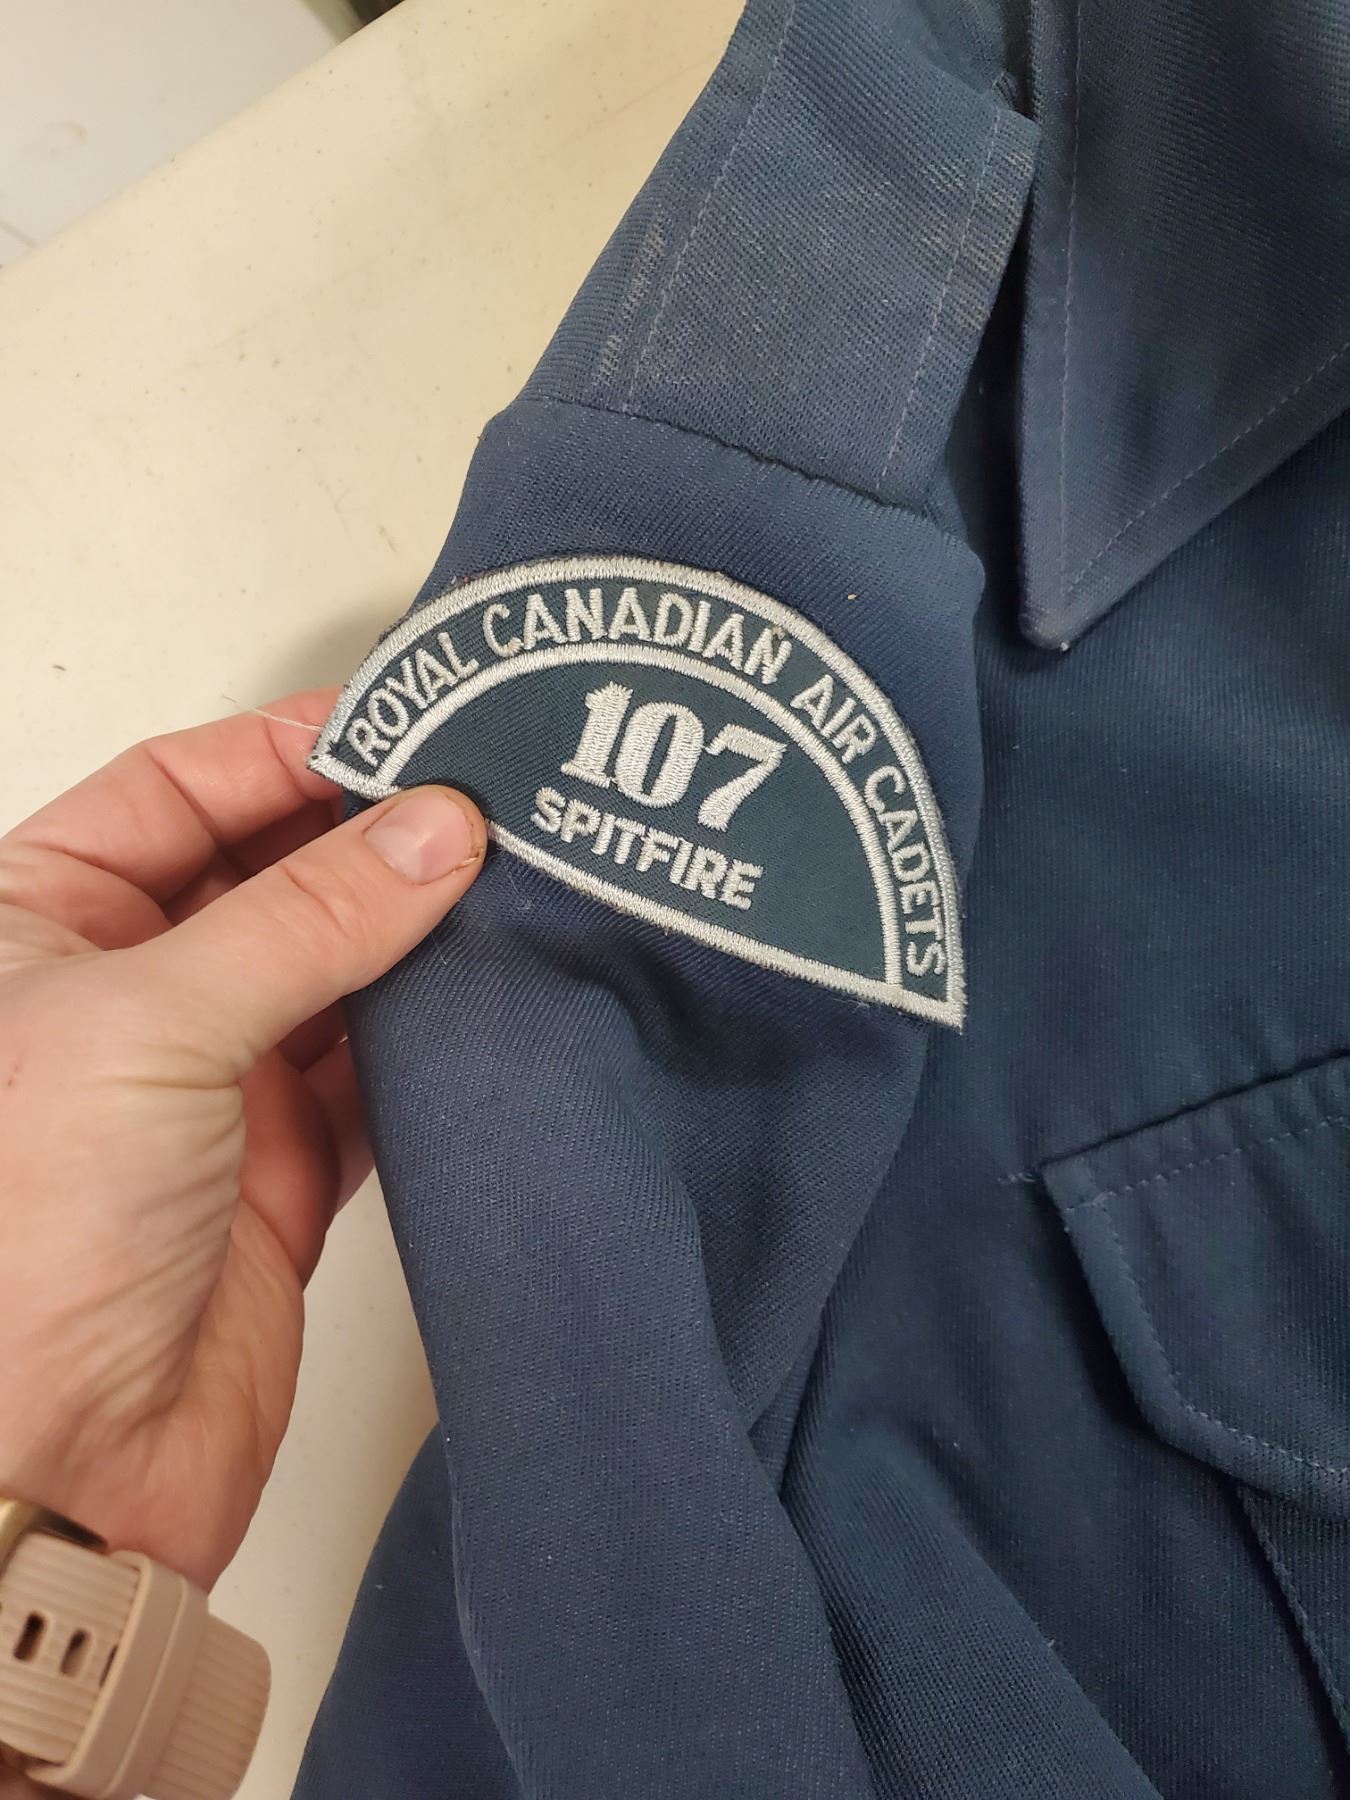 ROYAL CANADIAN AIR CADETS
107
SPITFIRE